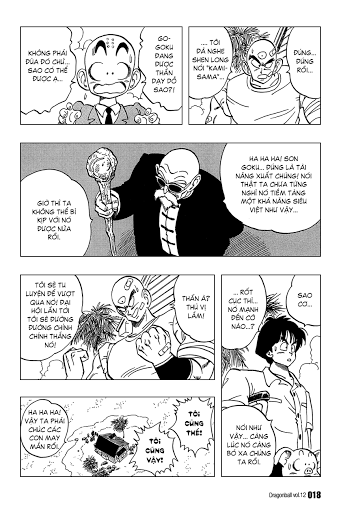 KHÔNG PHẢI
ĐÙA ĐÓ CHỨ...
SAO CÓ THỂ
ĐƯỢC A...
GO-
GOKU
ĐANG
ĐƯỢC
THẦN
DẠY DỖ
SAO?!
.... TÔI
ĐÃ NGHE
SHEN LONG
NÓI "KAMI-
SAMA"...
ĐÚNG...
ĐÚNG
RỒI...
HA HA HA! SON
GOKU... ĐÚNG LÀ TÀI
NĂNG XUẤT CHÚNG! NÓI
THẬT TA CHƯA TỪNG
NGHĨ NÓ TIỀM TÀNG
MỘT KHẢ NĂNG SIÊU
VIỆT NHƯ VẬY...
GIỜ THÌ TA
KHÔNG THỂ BÌ
KỊP VỚI NÓ
ĐƯỢC NỮA
RỒI.
TÔI SẼ TU
LUYỆN ĐỂ VƯỢT
QUA NÓ! ĐẠI
HỘI LẦN TỚI
TÔI SẼ ĐƯỜNG
ĐƯỜNG CHÍNH
CHÍNH THẮNG
NÓ!
THẦN À?
THÚ VỊ
LẮM!
... RỐT
CỤC THÌ...
NÓ MẠNH
ĐẾN CỠ
NÀO...?
SAO
CƠ...
HA HA HA!
VẬY TA PHẢI
CHÚC CÁC
CON MAY
MẮN RỒI.
TÔI
CŨNG
VẬY!
TÔI
CŨNG
THẾ!
NÓI NHƯ
VẬY... CÀNG
LÚC NÓ CÀNG
BỎ XA CHÚNG
TA RỒI.
Dragonball vol.12 018